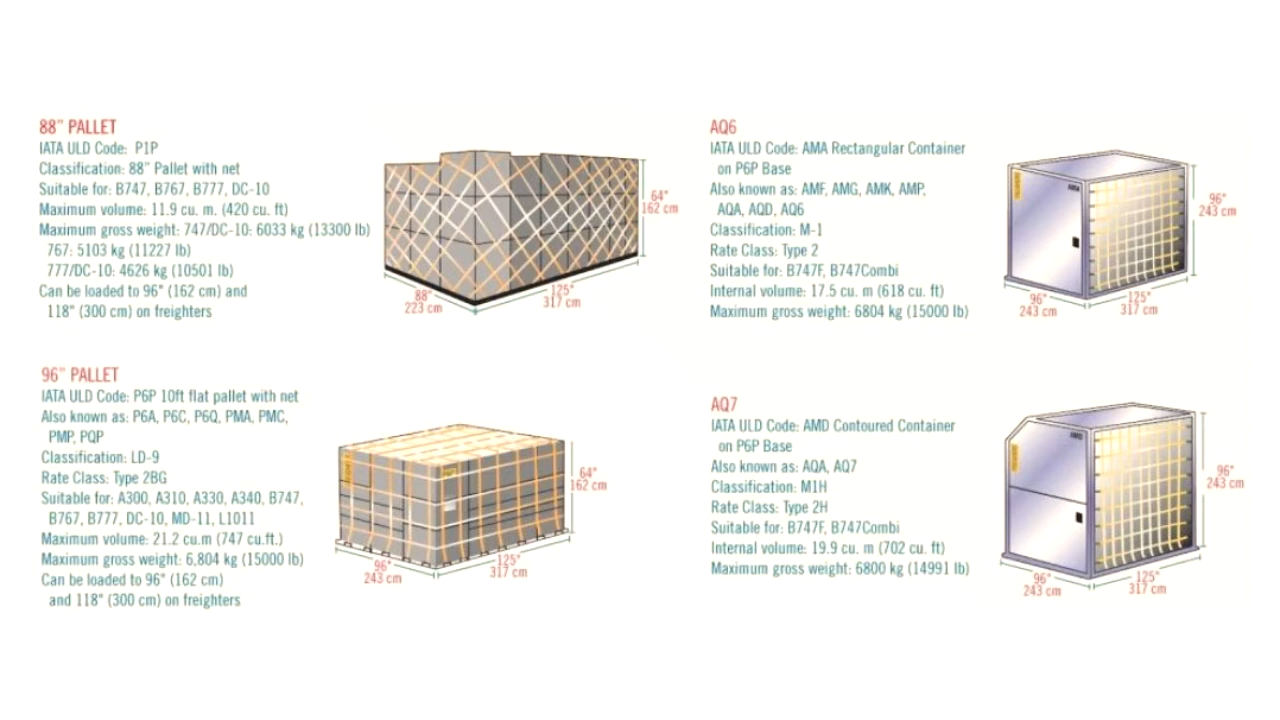 88" PALLET
IATA ULD Code: P1P
Classification: 88" Pallet with net
Suitable for: B747, B767, B777, DC-10
Maximum volume: 11.9 cu. m. (420 cu. ft)
Maximum gross weight: 747/DC-10: 6033 kg (13300 lb)
767: 5103 kg (11227 lb)
777/DC-10: 4626 kg (10501 lb)
Can be loaded to 96" (162 cm) and
118" (300 cm) on freighters
64"
162 cm
88"
223 cm
125"
317 cm
96" PALLET
IATA ULD Code: P6P 10ft flat pallet with net
Also known as: P6A, P6C, P6Q, PMA, PMC,
PMP, PQP
Classification: LD-9
Rate Class: Type 2BG
Suitable for: A300, A310, A330, A340, B747,
B767, B777, DC-10, MD-11, L1011
Maximum volume: 21.2 cu.m (747 cu.ft.)
Maximum gross weight: 6,804 kg (15000 lb)
Can be loaded to 96" (162 cm)
and 118" (300 cm) on freighters
64"
162 cm
96"
243 cm
125"
317 cm
AQ6
IATA ULD Code: AMA Rectangular Container
on P6P Base
Also known as: AMF, AMG, AMK, AMP,
AQA, AQD, AQ6
Classification: M-1
Rate Class: Type 2
Suitable for: B747F, B747Combi
Internal volume: 17.5 cu. m (618 cu. ft)
Maximum gross weight: 6804 kg (15000 lb)
AMA
96"
243 cm
96"
243 cm
125"
317 cm
AQ7
IATA ULD Code: AMD Contoured Container
on P6P Base
Also known as: AQA, AQ7
Classification: M1H
Rate Class: Type 2H
Suitable for: B747F, B747Combi
Internal volume: 19.9 cu. m (702 cu. ft)
Maximum gross weight: 6800 kg (14991 lb)
AMD
96"
243 cm
96"
243 cm
125"
317 cm